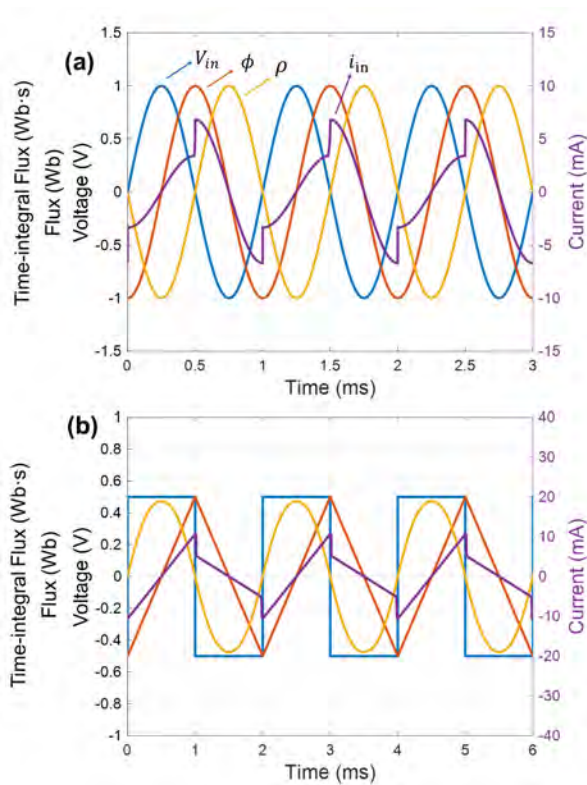 (a)
V_in ϕ ρ i_in
1.5
1
0.5
0
-0.5
-1
-1.5
Time-integral Flux (Wb·s)
Flux (Wb)
Voltage (V)
15
10
5
0
-5
-10
-15
Current (mA)
0 0.5 1 1.5 2 2.5 3
Time (ms)
(b)
1
0.8
0.6
0.4
0.2
0
-0.2
-0.4
-0.6
-0.8
-1
Time-integral Flux (Wb·s)
Flux (Wb)
Voltage (V)
40
30
20
10
0
-10
-20
-30
-40
Current (mA)
0 1 2 3 4 5 6
Time (ms)